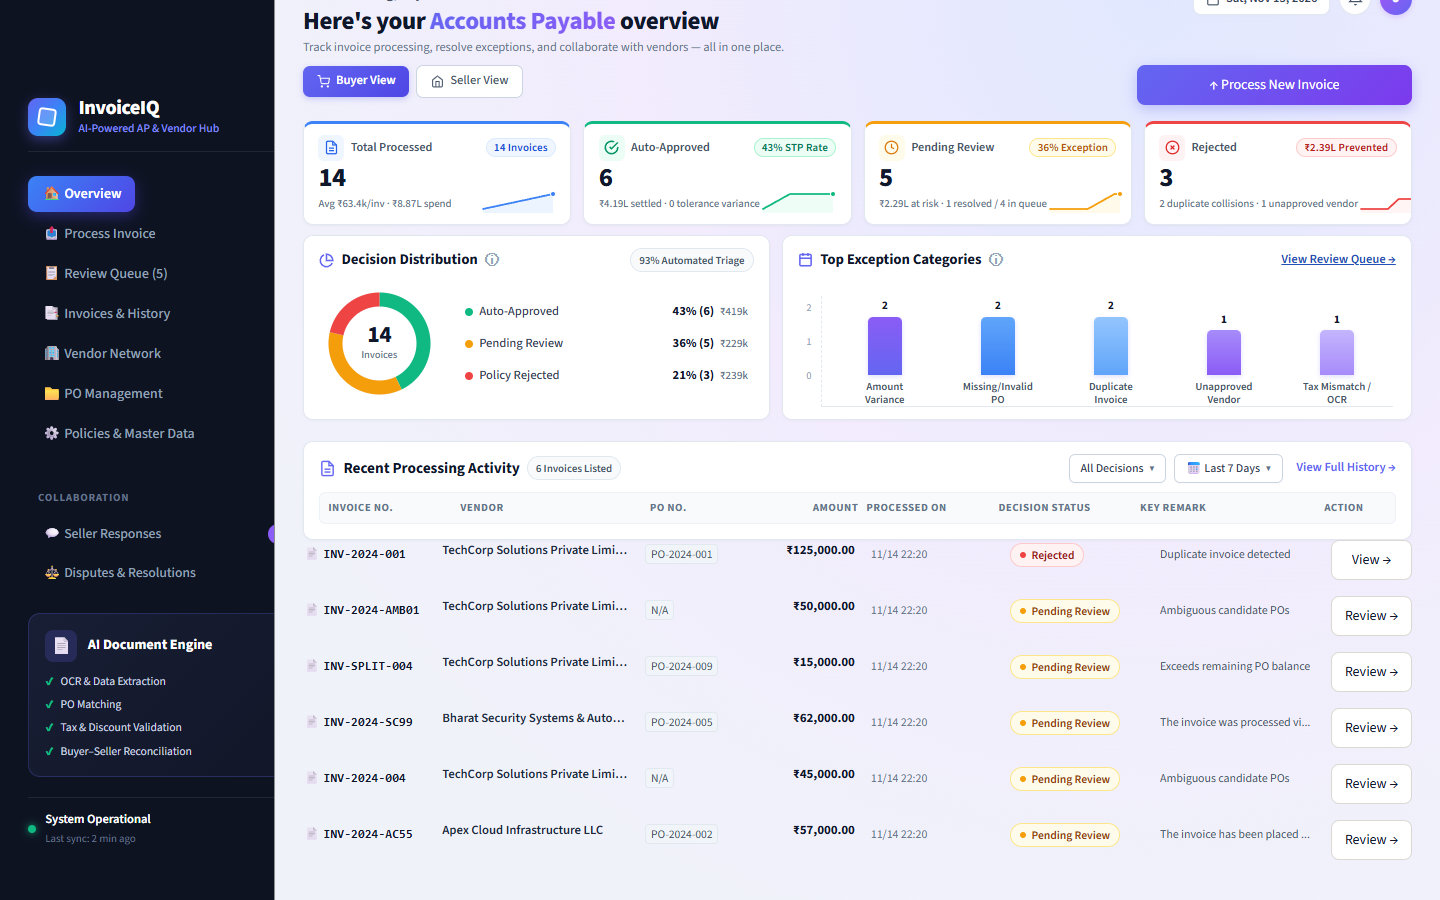 InvoiceIQ
AI-Powered AP & Vendor Hub
Overview
Process Invoice
Review Queue (5)
Invoices & History
Vendor Network
PO Management
Policies & Master Data
COLLABORATION
Seller Responses
Disputes & Resolutions
AI Document Engine
✓ OCR & Data Extraction
✓ PO Matching
✓ Tax & Discount Validation
✓ Buyer–Seller Reconciliation
System Operational
Last sync: 2 min ago
Sat, Nov 15, 2026
Here's your Accounts Payable overview
Track invoice processing, resolve exceptions, and collaborate with vendors — all in one place.
Buyer View
Seller View
↑ Process New Invoice
Total Processed
14 Invoices
14
Avg ₹63.4k/inv · ₹8.87L spend
Auto-Approved
43% STP Rate
6
₹4.19L settled · 0 tolerance variance
Pending Review
36% Exception
5
₹2.29L at risk · 1 resolved / 4 in queue
Rejected
₹2.39L Prevented
3
2 duplicate collisions · 1 unapproved vendor
Decision Distribution
93% Automated Triage
14
Invoices
Auto-Approved 43% (6) ₹419k
Pending Review 36% (5) ₹229k
Policy Rejected 21% (3) ₹239k
Top Exception Categories
View Review Queue →
2
1
0
2 2 2 1 1
Amount Variance
Missing/Invalid PO
Duplicate Invoice
Unapproved Vendor
Tax Mismatch / OCR
Recent Processing Activity
6 Invoices Listed
All Decisions ▾
Last 7 Days ▾
View Full History →
INVOICE NO. VENDOR PO NO. AMOUNT PROCESSED ON DECISION STATUS KEY REMARK ACTION
INV-2024-001 TechCorp Solutions Private Limi... PO-2024-001 ₹125,000.00 11/14 22:20 Rejected Duplicate invoice detected View →
INV-2024-AMB01 TechCorp Solutions Private Limi... N/A ₹50,000.00 11/14 22:20 Pending Review Ambiguous candidate POs Review →
INV-SPLIT-004 TechCorp Solutions Private Limi... PO-2024-009 ₹15,000.00 11/14 22:20 Pending Review Exceeds remaining PO balance Review →
INV-2024-SC99 Bharat Security Systems & Auto... PO-2024-005 ₹62,000.00 11/14 22:20 Pending Review The invoice was processed vi... Review →
INV-2024-004 TechCorp Solutions Private Limi... N/A ₹45,000.00 11/14 22:20 Pending Review Ambiguous candidate POs Review →
INV-2024-AC55 Apex Cloud Infrastructure LLC PO-2024-002 ₹57,000.00 11/14 22:20 Pending Review The invoice has been placed ... Review →